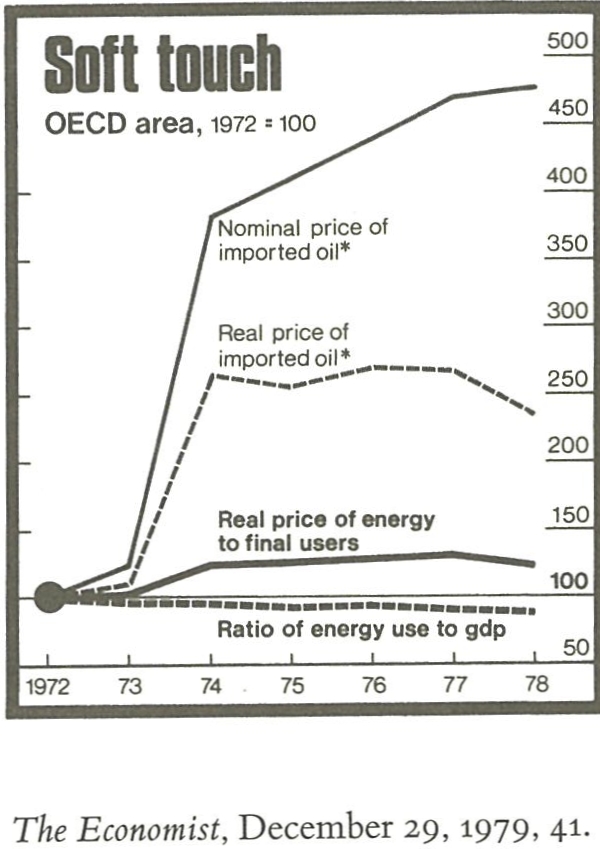 Soft touch
OECD area, 1972 = 100
500
450
400
350
300
250
200
150
100
50
Nominal price of
imported oil*
Real price of
imported oil*
Real price of energy
to final users
Ratio of energy use to gdp
1972 73 74 75 76 77 78
The Economist, December 29, 1979, 41.